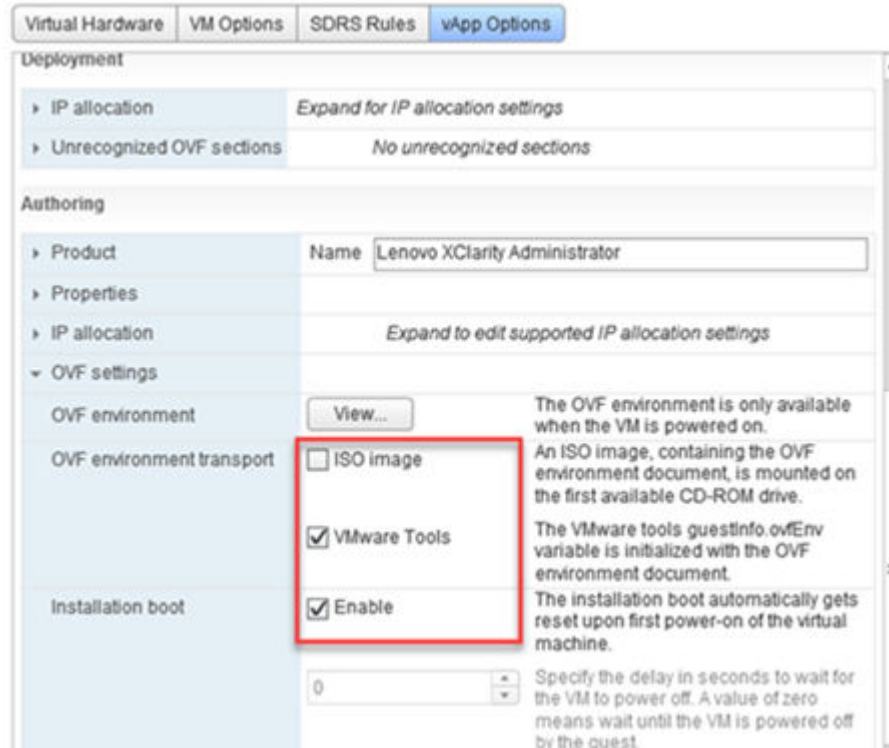 Virtual Hardware VM Options SDRS Rules vApp Options
Deployment
IP allocation Expand for IP allocation settings
Unrecognized OVF sections No unrecognized sections
Authoring
Product Name Lenovo XClarity Administrator
Properties
IP allocation Expand to edit supported IP allocation settings
OVF settings
OVF environment View... The OVF environment is only available
when the VM is powered on.
OVF environment transport ISO image An ISO image, containing the OVF
environment document, is mounted on
the first available CD-ROM drive.
VMware Tools The VMware tools guestInfo.ovfEnv
variable is initialized with the OVF
environment document.
Installation boot Enable The installation boot automatically gets
reset upon first power-on of the virtual
machine.
0 Specify the delay in seconds to wait for
the VM to power off. A value of zero
means wait until the VM is powered off
by the guest.